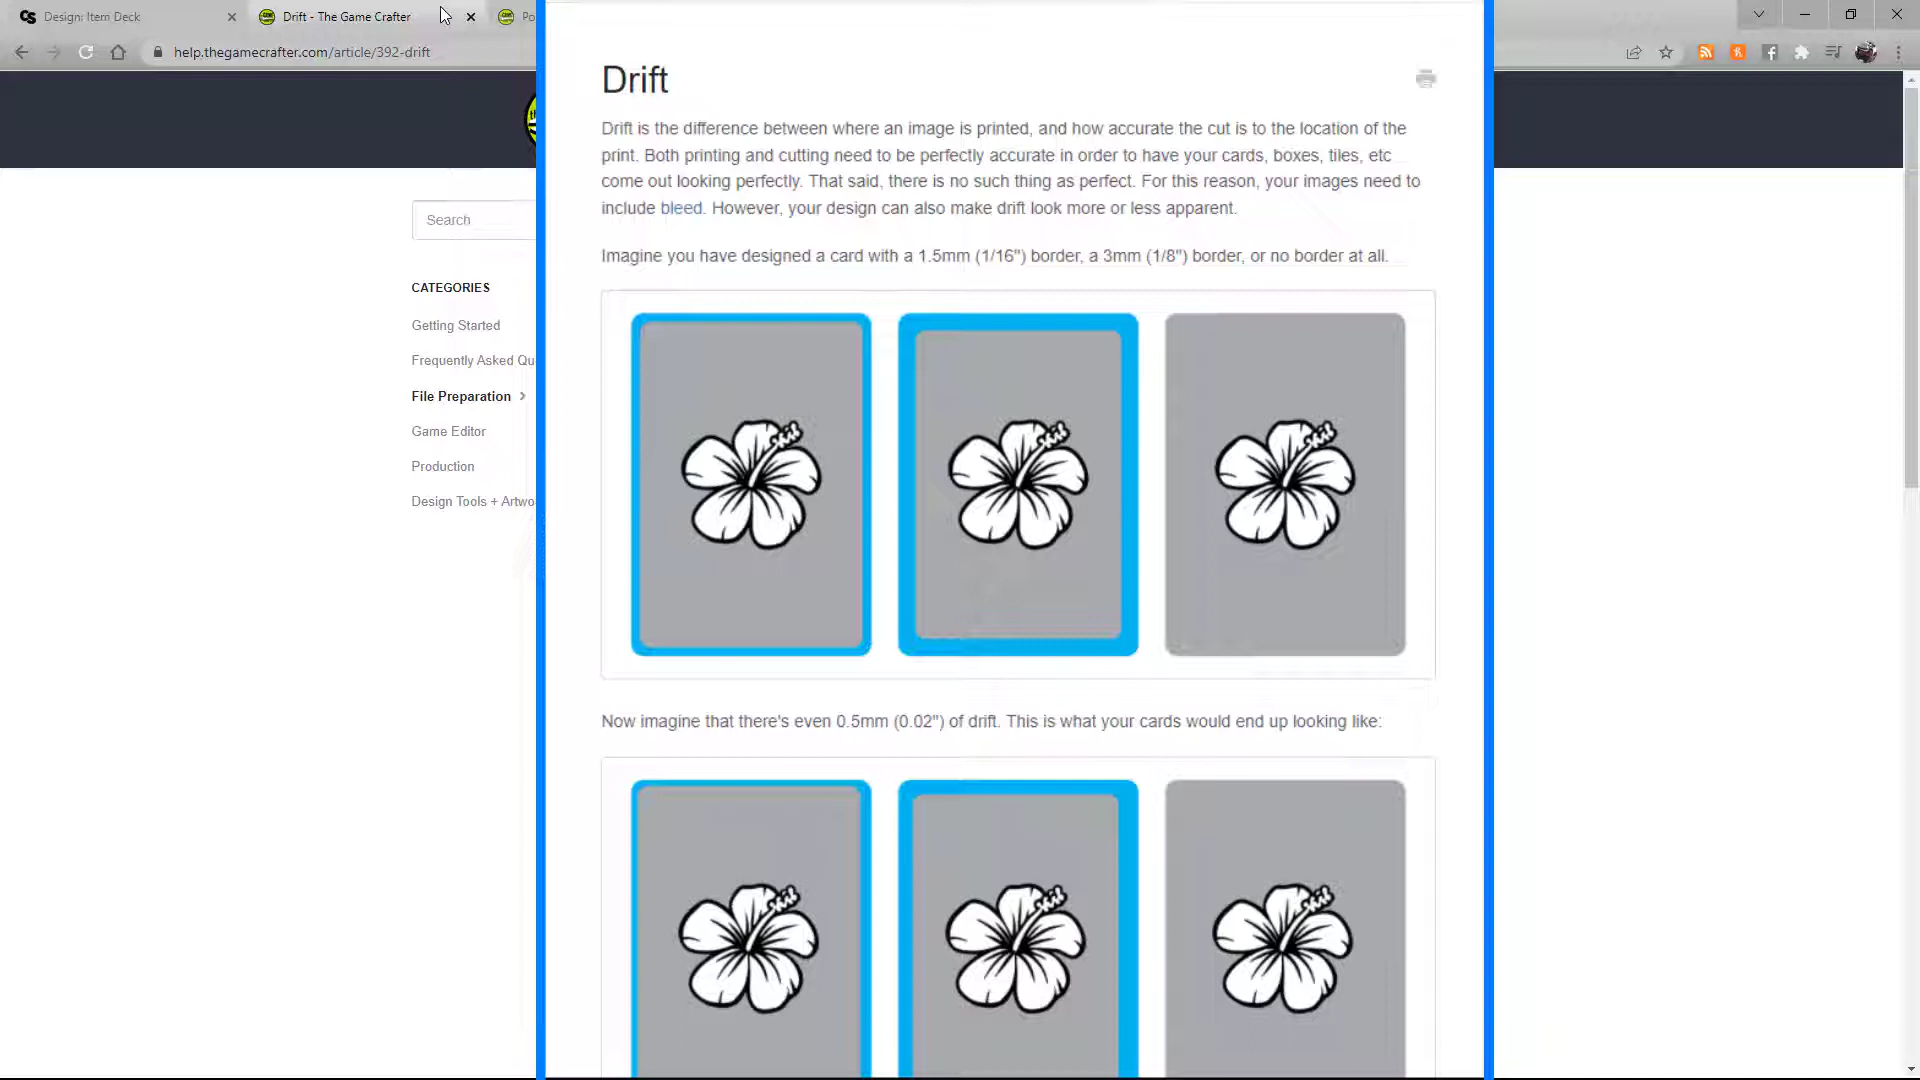 Design: Item Deck
Drift - The Game Crafter
Po
help.thegamecrafter.com/article/392-drift
Search
CATEGORIES
Getting Started
Frequently Asked Qu
File Preparation
Game Editor
Production
Design Tools + Artwo
Drift
Drift is the difference between where an image is printed, and how accurate the cut is to the location of the
print. Both printing and cutting need to be perfectly accurate in order to have your cards, boxes, tiles, etc
come out looking perfectly. That said, there is no such thing as perfect. For this reason, your images need to
include bleed. However, your design can also make drift look more or less apparent.
Imagine you have designed a card with a 1.5mm (1/16") border, a 3mm (1/8") border, or no border at all.
Now imagine that there's even 0.5mm (0.02") of drift. This is what your cards would end up looking like: